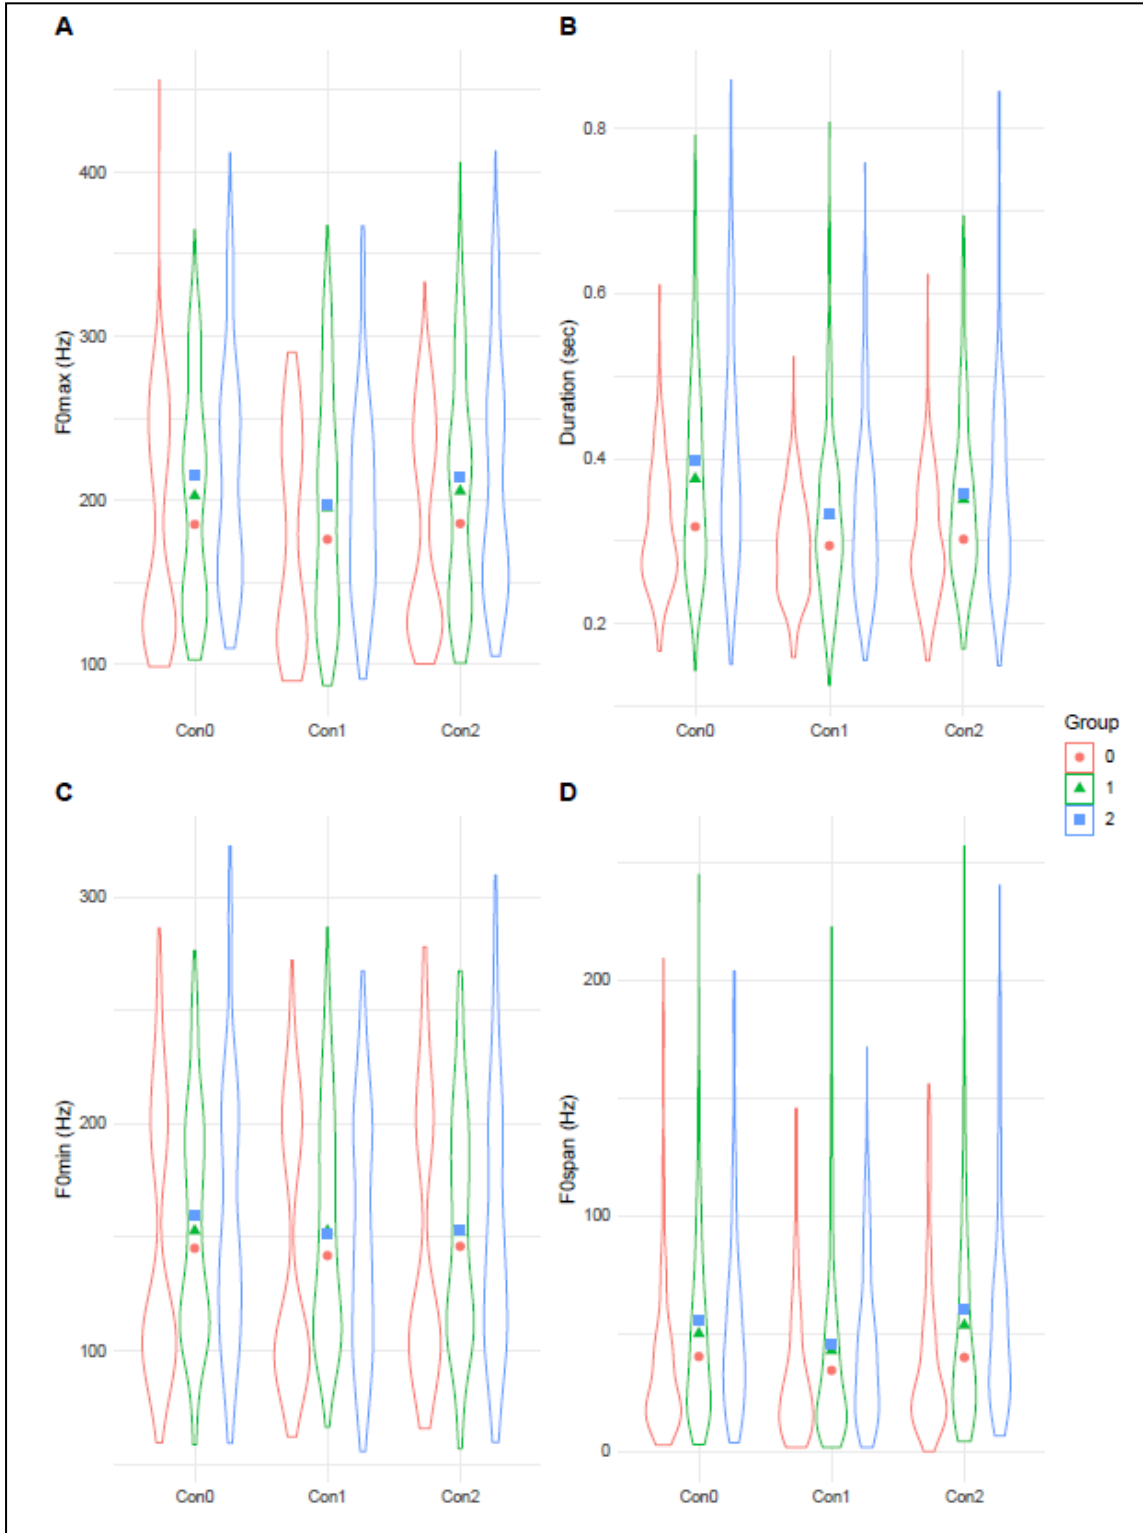 A
B
400
300
200
100
F0max (Hz)
Con0 Con1 Con2
0.8
0.6
0.4
0.2
Duration (sec)
Con0 Con1 Con2
Group
0
1
2
C
D
300
200
100
F0min (Hz)
Con0 Con1 Con2
200
100
0
F0span (Hz)
Con0 Con1 Con2